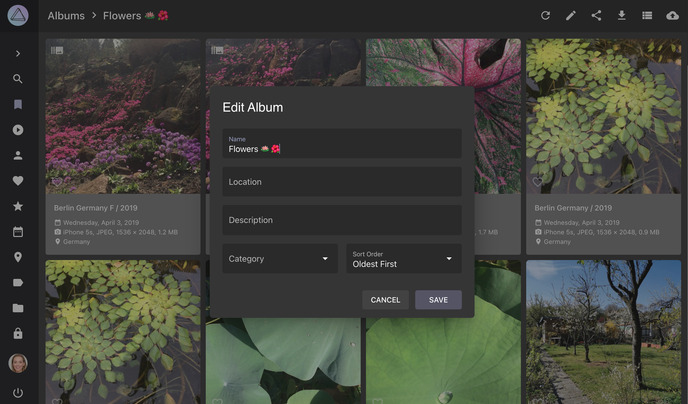 Albums > Flowers 🪷🌺
Edit Album
Name
Flowers 🪷🌺
Location
Description
Category
Sort Order
Oldest First
CANCEL
SAVE
Berlin Germany F / 2019
Wednesday, April 3, 2019
iPhone 5s, JPEG, 1536 × 2048, 1.2 MB
Germany
1.7 MB
Berlin Germany / 2019
Wednesday, April 3, 2019
iPhone 5s, JPEG, 1536 × 2048, 0.9 MB
Germany